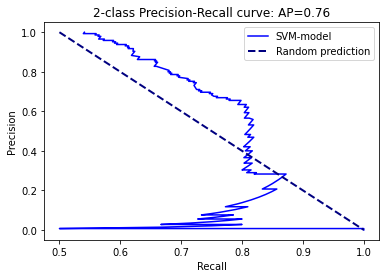 2-class Precision-Recall curve: AP=0.76
SVM-model
Random prediction
Precision
1.0
0.8
0.6
0.4
0.2
0.0
0.5 0.6 0.7 0.8 0.9 1.0
Recall